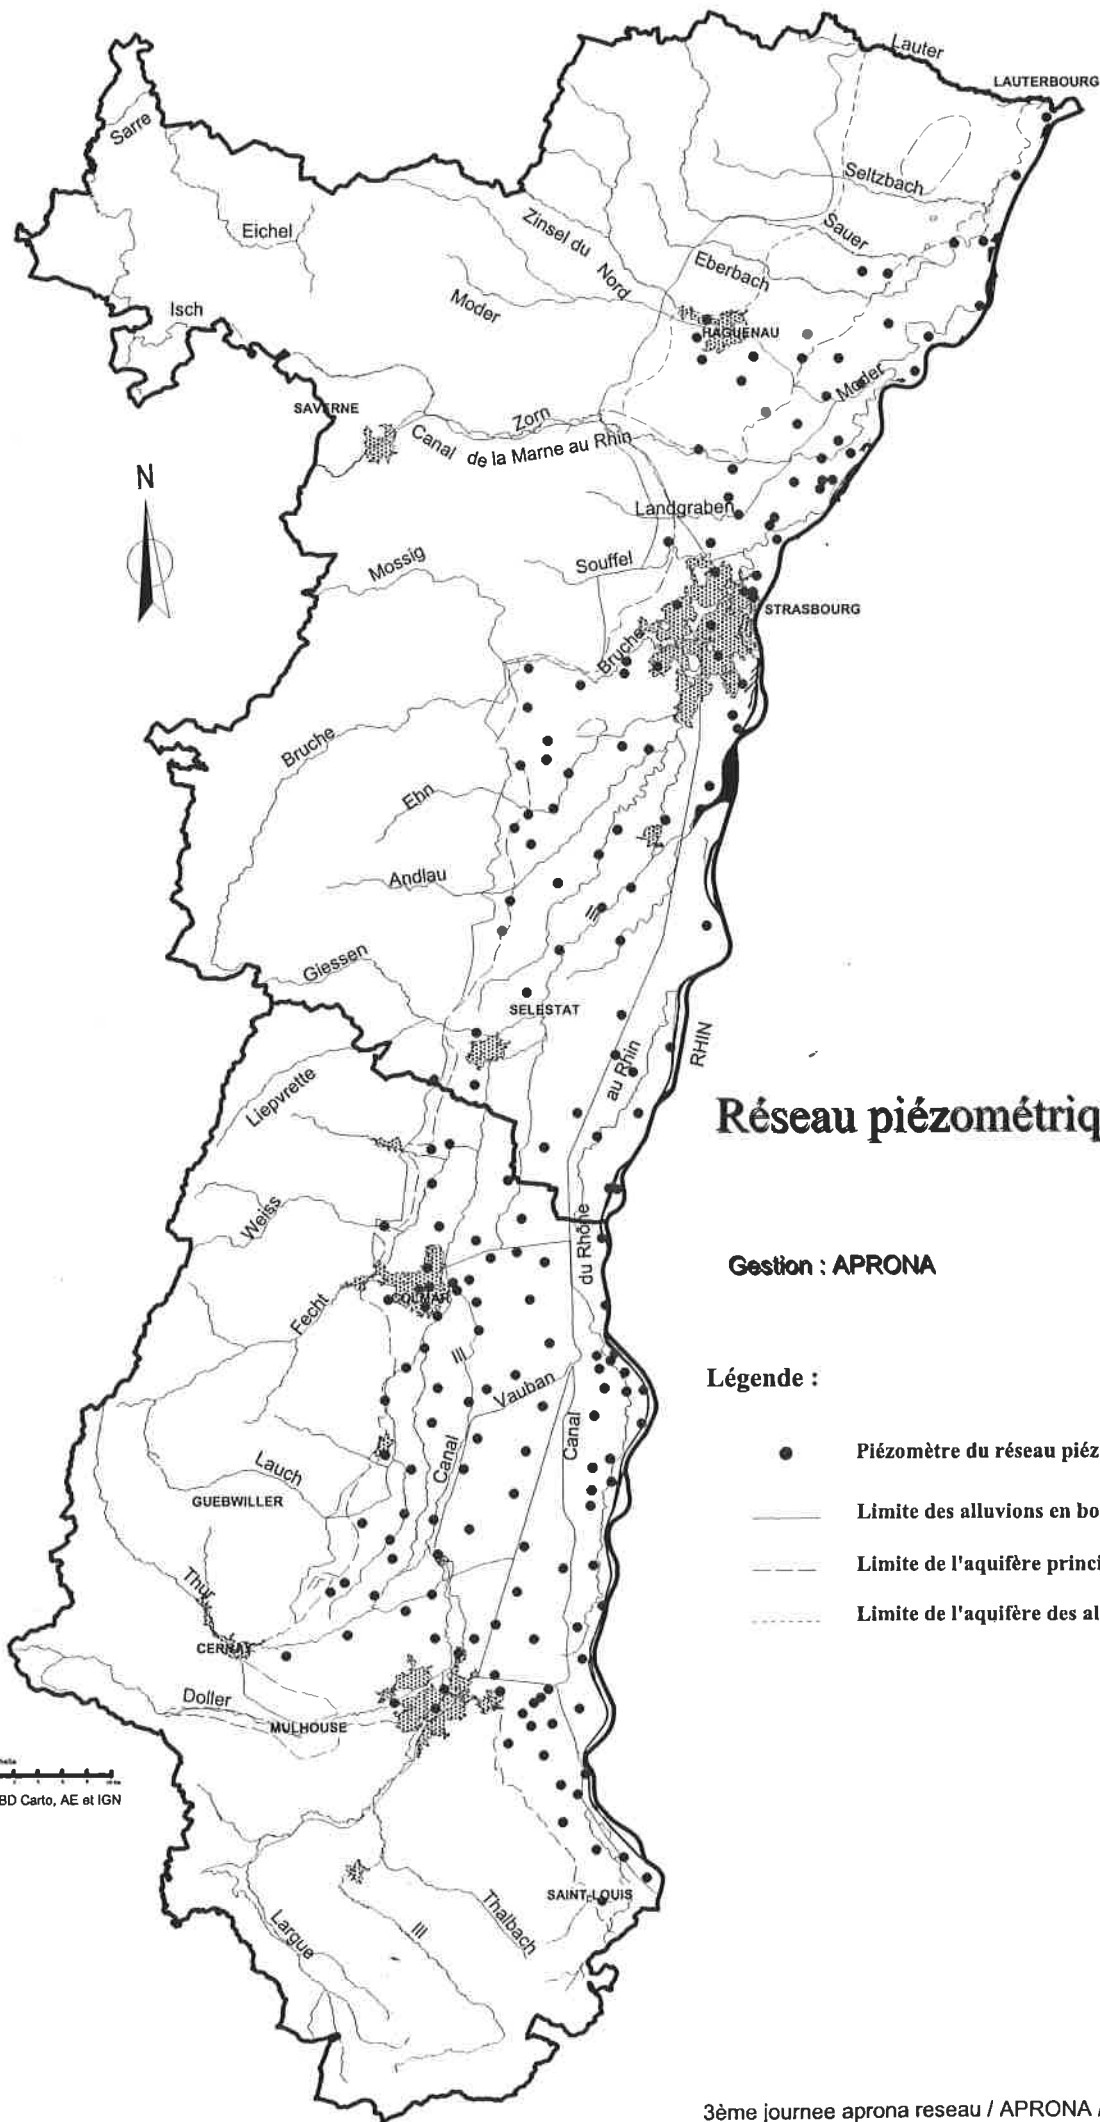 Lauter
LAUTERBOURG
Sarre
Seltzbach
Eichel
Zinsel du Nord
Sauer
Eberbach
Moder
Isch
HAGUENAU
Moder
SAVERNE
Zorn
Canal de la Marne au Rhin
N
Landgraben
Mossig
Souffel
STRASBOURG
Bruche
Bruche
Ehn
Andlau
Ill
Giessen
SELESTAT
RHIN
au Rhin
Liepvrette
Réseau piézométriq
Weiss
du Rhône
Gestion : APRONA
COLMAR
Fecht
Ill
Légende :
Vauban
Canal
Canal
Piézomètre du réseau piéz
Lauch
GUEBWILLER
Limite des alluvions en bo
Limite de l'aquifère princi
Thur
Limite de l'aquifère des al
CERNAY
Doller
MULHOUSE
BD Carto, AE et IGN
SAINT-LOUIS
Thalbach
Largue
Ill
3ème journee aprona reseau / APRONA /